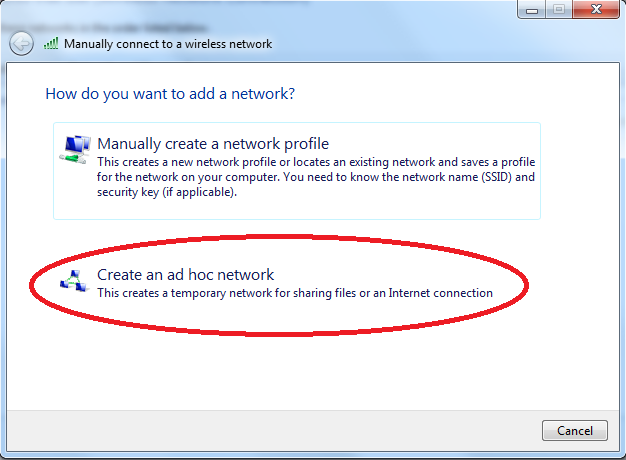 Manually connect to a wireless network
How do you want to add a network?
Manually create a network profile
This creates a new network profile or locates an existing network and saves a profile
for the network on your computer. You need to know the network name (SSID) and
security key (if applicable).
Create an ad hoc network
This creates a temporary network for sharing files or an Internet connection
Cancel